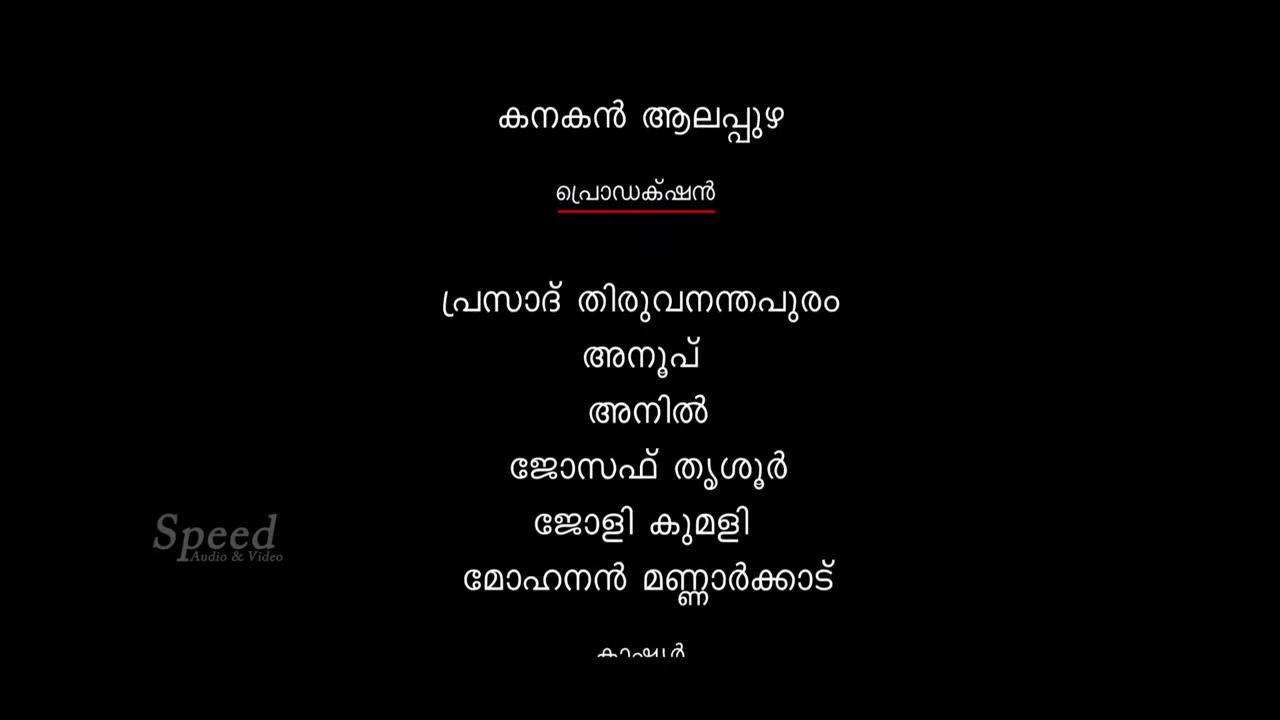 കനകൻ ആലപ്പുഴ
പ്രൊഡക്ഷൻ
പ്രസാദ് തിരുവനന്തപുരം
അനൂപ്
അനിൽ
ജോസഫ് തൃശൂർ
ജോളി കുമളി
Speed
Audio & Video
മോഹനൻ മണ്ണാർക്കാട്